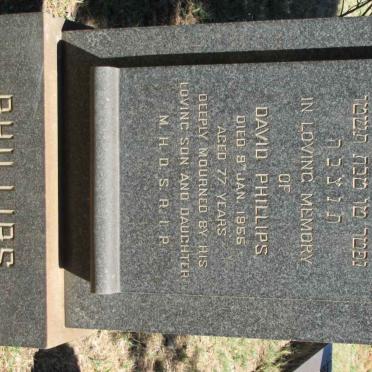 ת נ צ ב ה
IN LOVING MEMORY
OF
DAVID PHILLIPS
DIED 8TH JAN. 1955
AGED 77 YEARS
DEEPLY MOURNED BY HIS
LOVING SON AND DAUGHTER.
M. H. D. S. R. I. P.
PHILLIPS